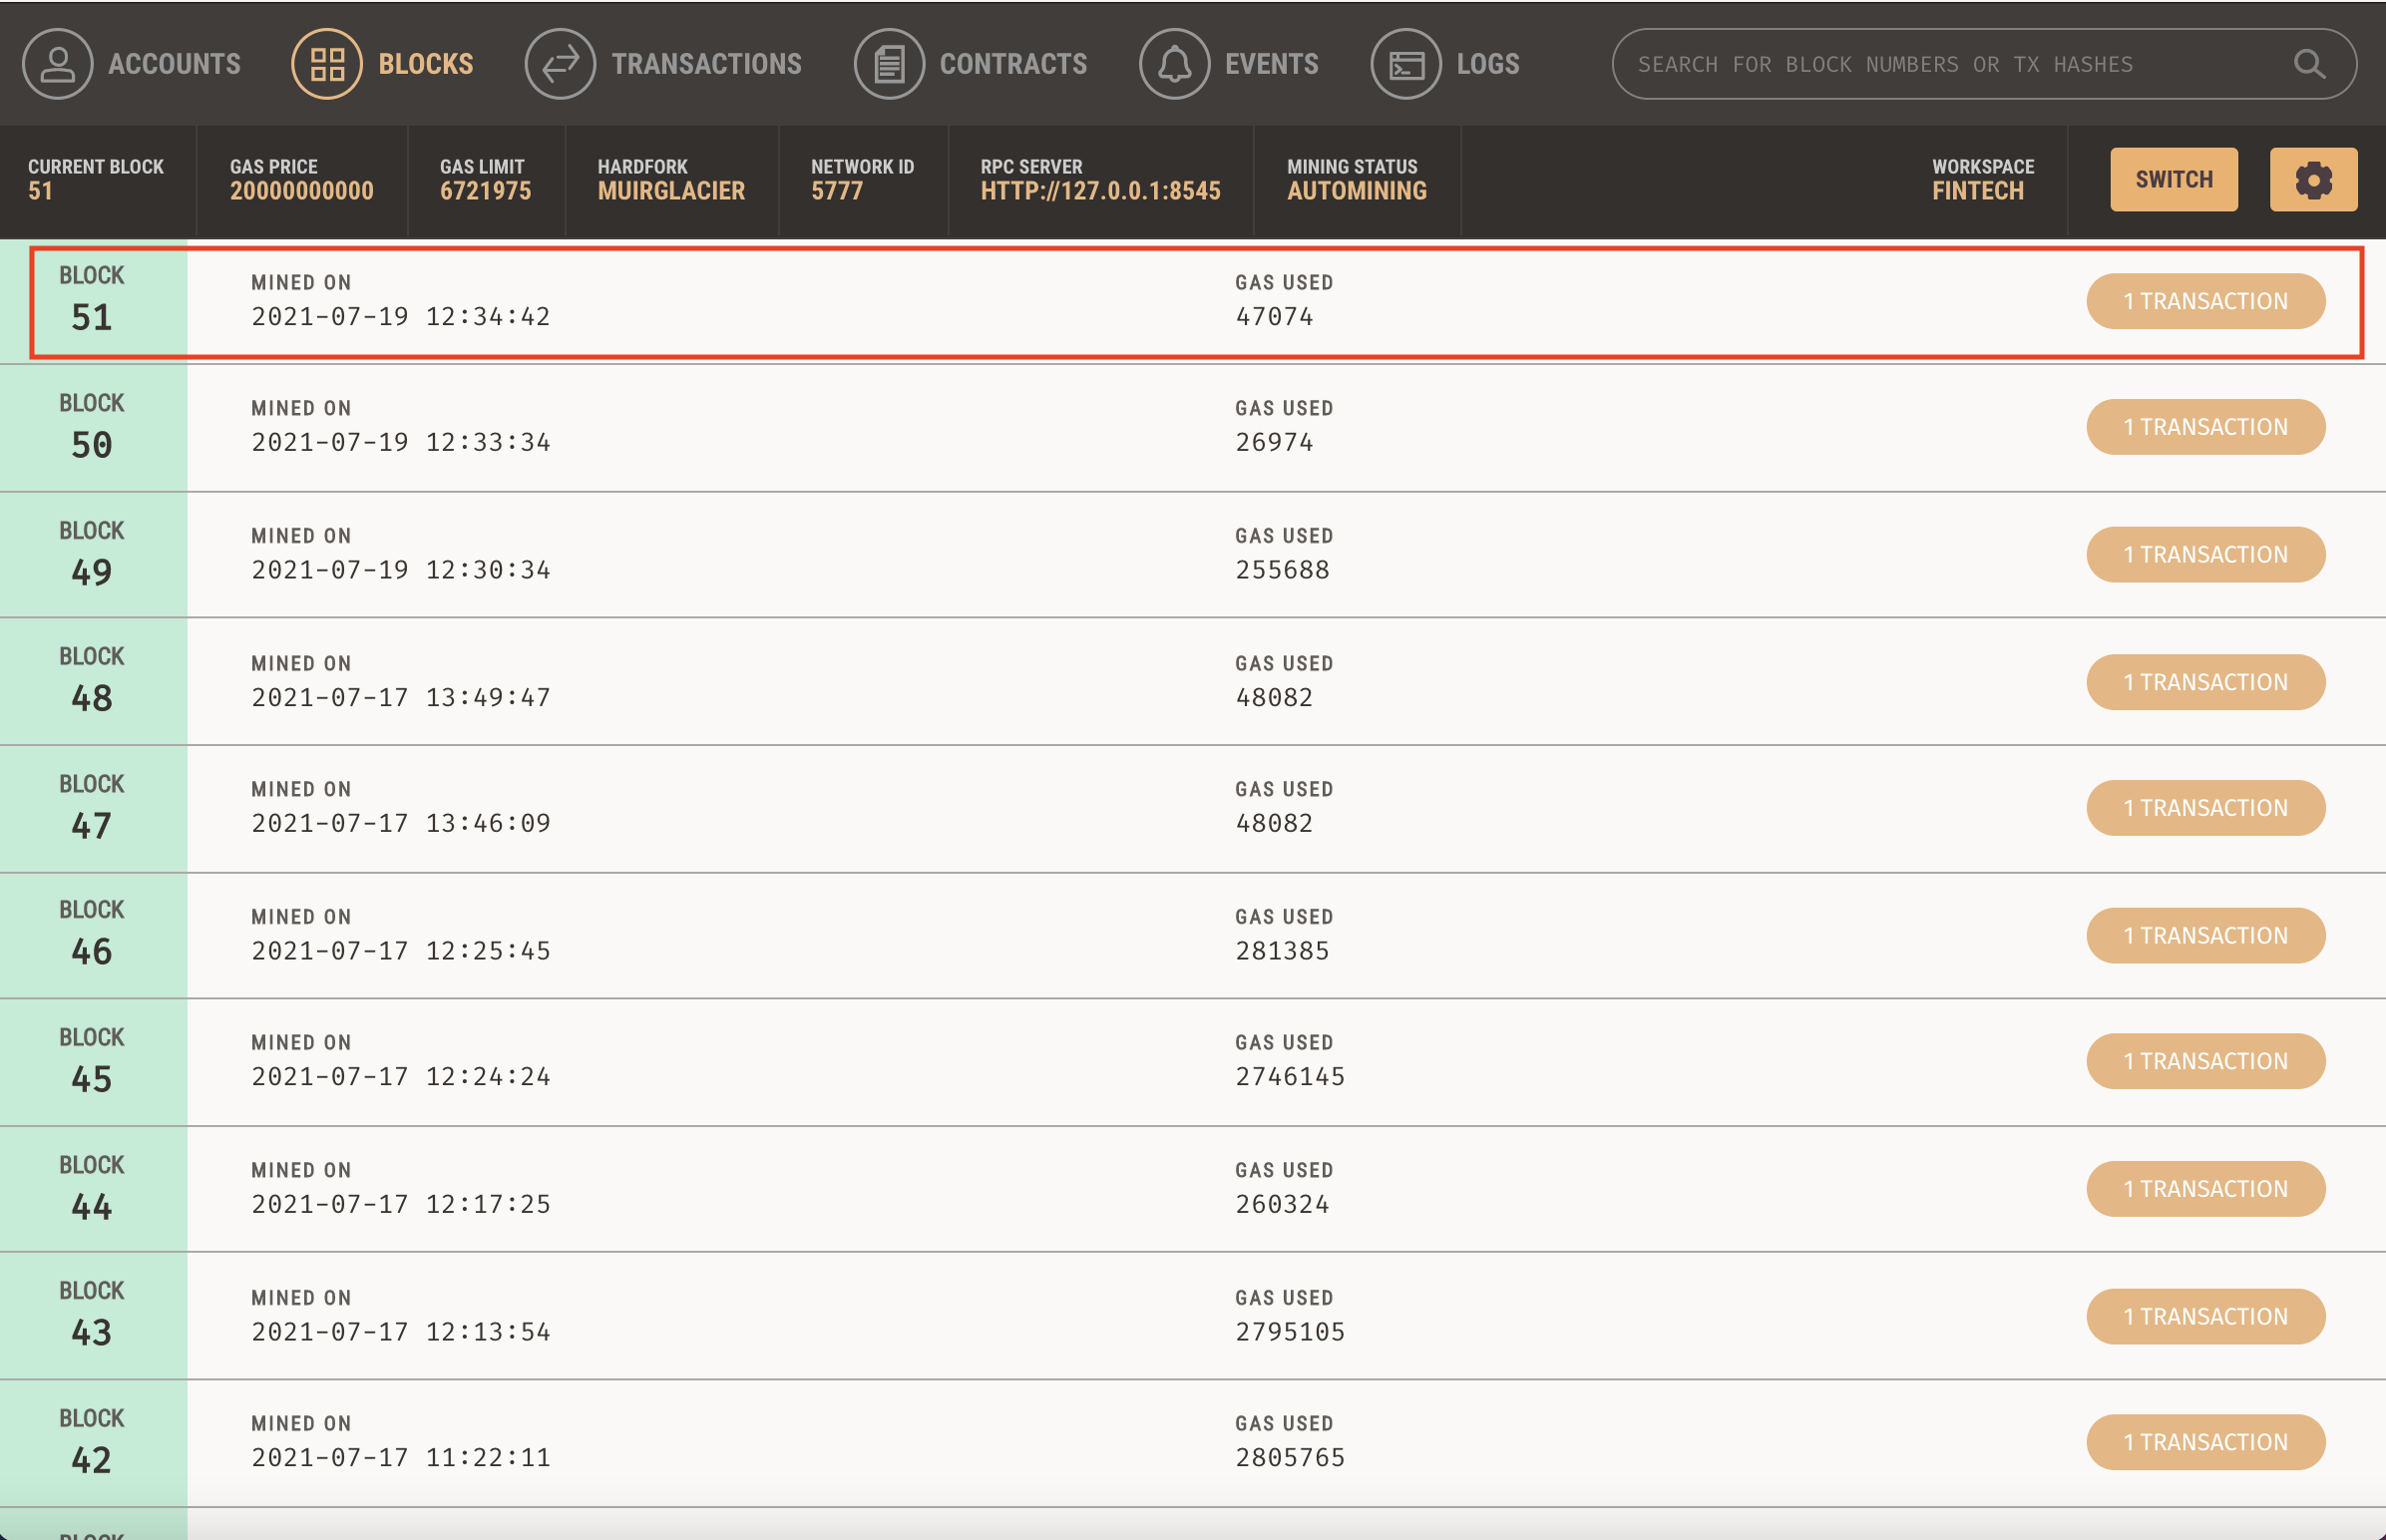 ACCOUNTS BLOCKS TRANSACTIONS CONTRACTS EVENTS LOGS SEARCH FOR BLOCK NUMBERS OR TX HASHES
CURRENT BLOCK GAS PRICE GAS LIMIT HARDFORK NETWORK ID RPC SERVER MINING STATUS WORKSPACE
51 20000000000 6721975 MUIRGLACIER 5777 HTTP://127.0.0.1:8545 AUTOMINING FINTECH SWITCH
BLOCK MINED ON GAS USED
51 2021-07-19 12:34:42 47074 1 TRANSACTION
BLOCK MINED ON GAS USED
50 2021-07-19 12:33:34 26974 1 TRANSACTION
BLOCK MINED ON GAS USED
49 2021-07-19 12:30:34 255688 1 TRANSACTION
BLOCK MINED ON GAS USED
48 2021-07-17 13:49:47 48082 1 TRANSACTION
BLOCK MINED ON GAS USED
47 2021-07-17 13:46:09 48082 1 TRANSACTION
BLOCK MINED ON GAS USED
46 2021-07-17 12:25:45 281385 1 TRANSACTION
BLOCK MINED ON GAS USED
45 2021-07-17 12:24:24 2746145 1 TRANSACTION
BLOCK MINED ON GAS USED
44 2021-07-17 12:17:25 260324 1 TRANSACTION
BLOCK MINED ON GAS USED
43 2021-07-17 12:13:54 2795105 1 TRANSACTION
BLOCK MINED ON GAS USED
42 2021-07-17 11:22:11 2805765 1 TRANSACTION
BLOCK